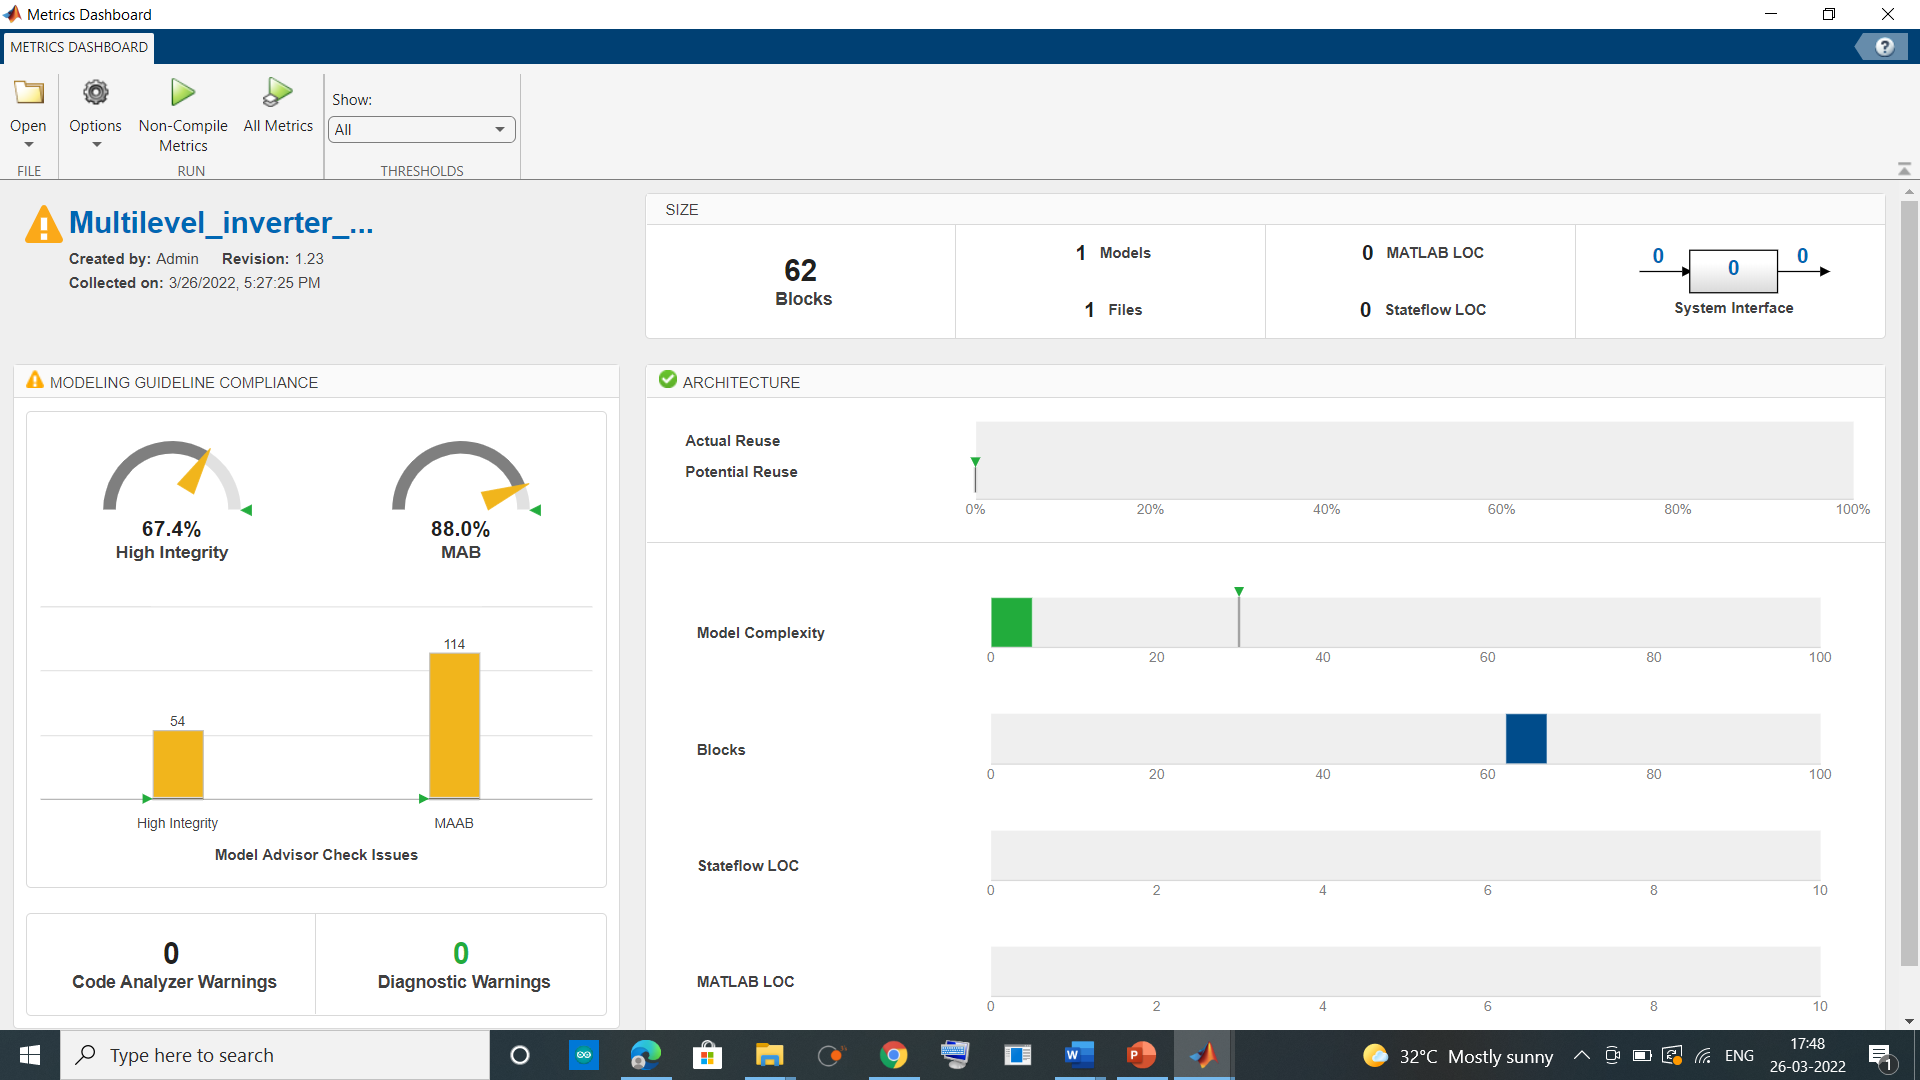 Metrics Dashboard
METRICS DASHBOARD
?
Open
Options
Non-Compile
Metrics
All Metrics
Show:
All
FILE
RUN
THRESHOLDS
Multilevel_inverter_...
Created by: Admin Revision: 1.23
Collected on: 3/26/2022, 5:27:25 PM
SIZE
62
Blocks
1 Models
1 Files
0 MATLAB LOC
0 Stateflow LOC
0 0 0
System Interface
MODELING GUIDELINE COMPLIANCE
67.4%
High Integrity
88.0%
MAB
114
54
High Integrity
MAAB
Model Advisor Check Issues
0
Code Analyzer Warnings
0
Diagnostic Warnings
ARCHITECTURE
Actual Reuse
Potential Reuse
0% 20% 40% 60% 80% 100%
Model Complexity
0 20 40 60 80 100
Blocks
0 20 40 60 80 100
Stateflow LOC
0 2 4 6 8 10
MATLAB LOC
0 2 4 6 8 10
Type here to search
32°C Mostly sunny
ENG
17:48
26-03-2022
1